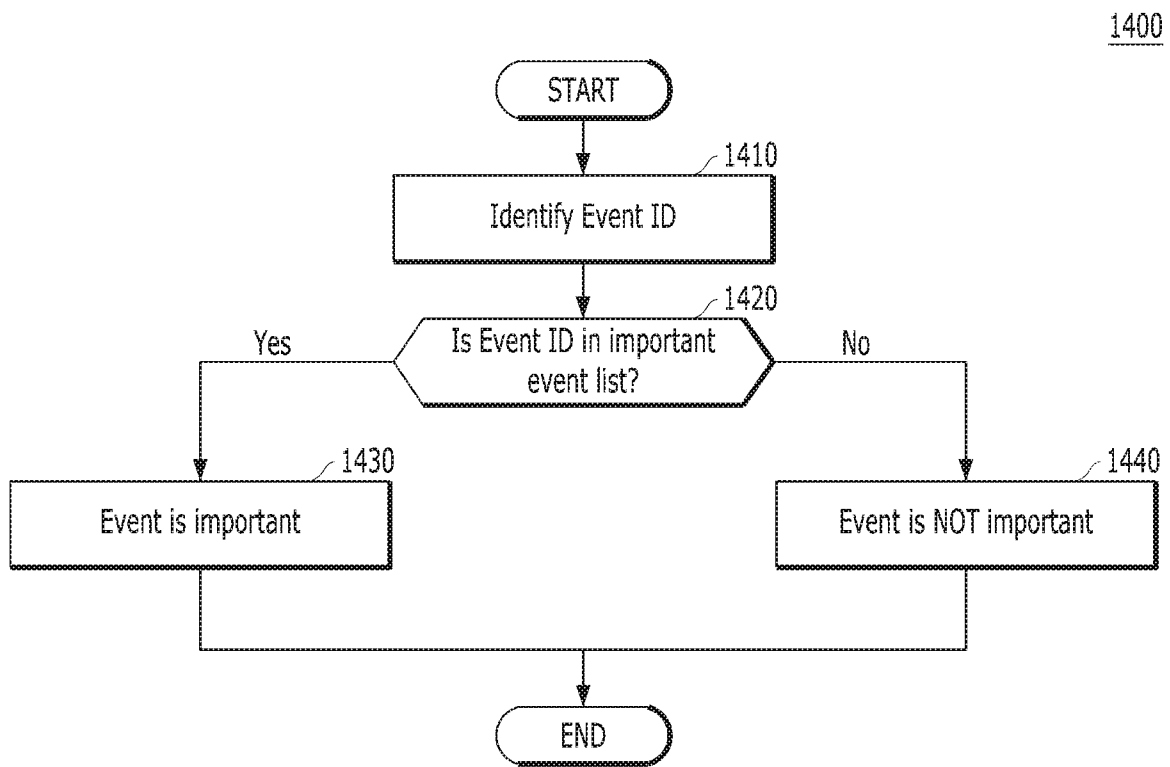 1400
START
1410
Identify Event ID
1420
Is Event ID in important
event list?
Yes
No
1430
Event is important
1440
Event is NOT important
END